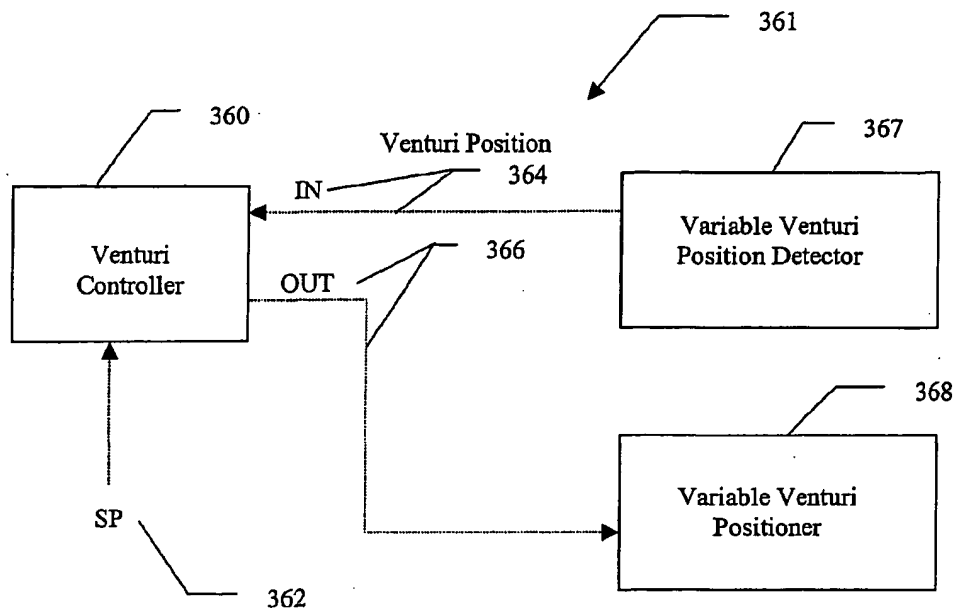 361
360
367
Venturi Position
364
IN
Venturi
Controller
Variable Venturi
Position Detector
366
OUT
368
Variable Venturi
Positioner
SP
362